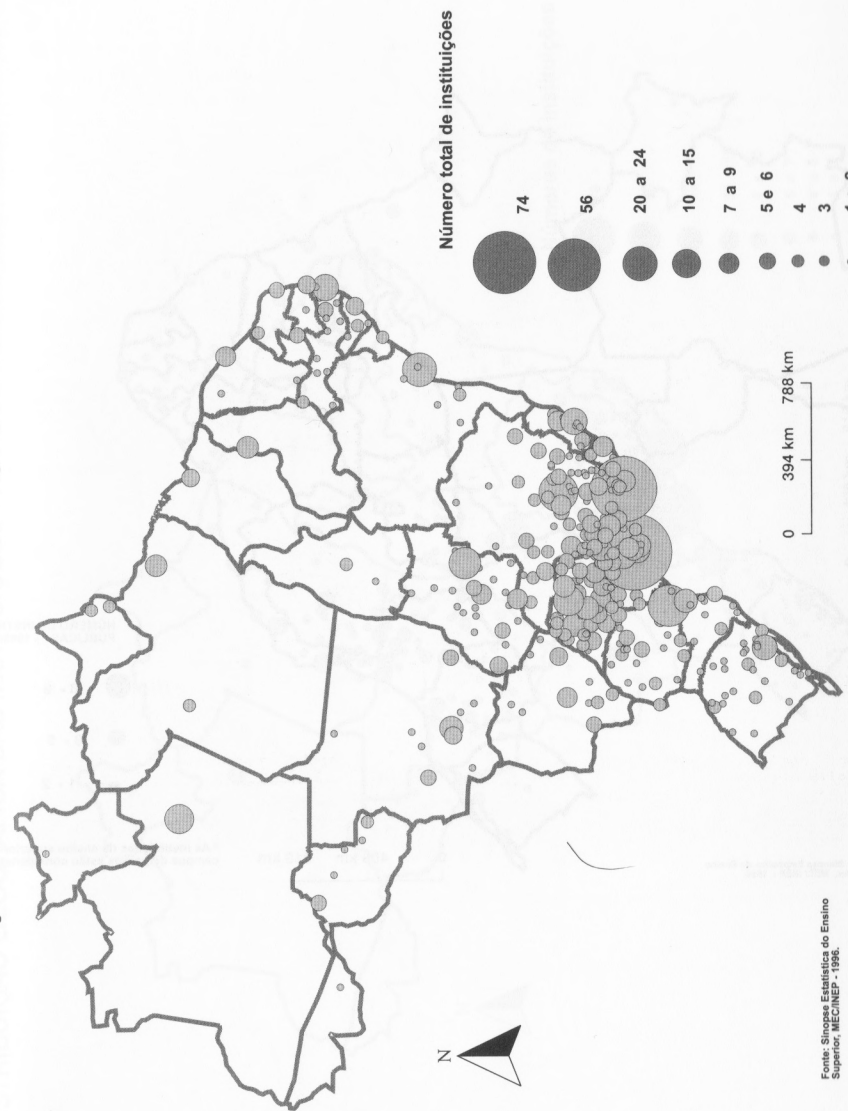 Número total de instituições
74
56
20 a 24
10 a 15
7 a 9
5 e 6
4
3
N
0
394 km
788 km
Fonte: Sinopse Estatística do Ensino
Superior, MEC/INEP - 1996.